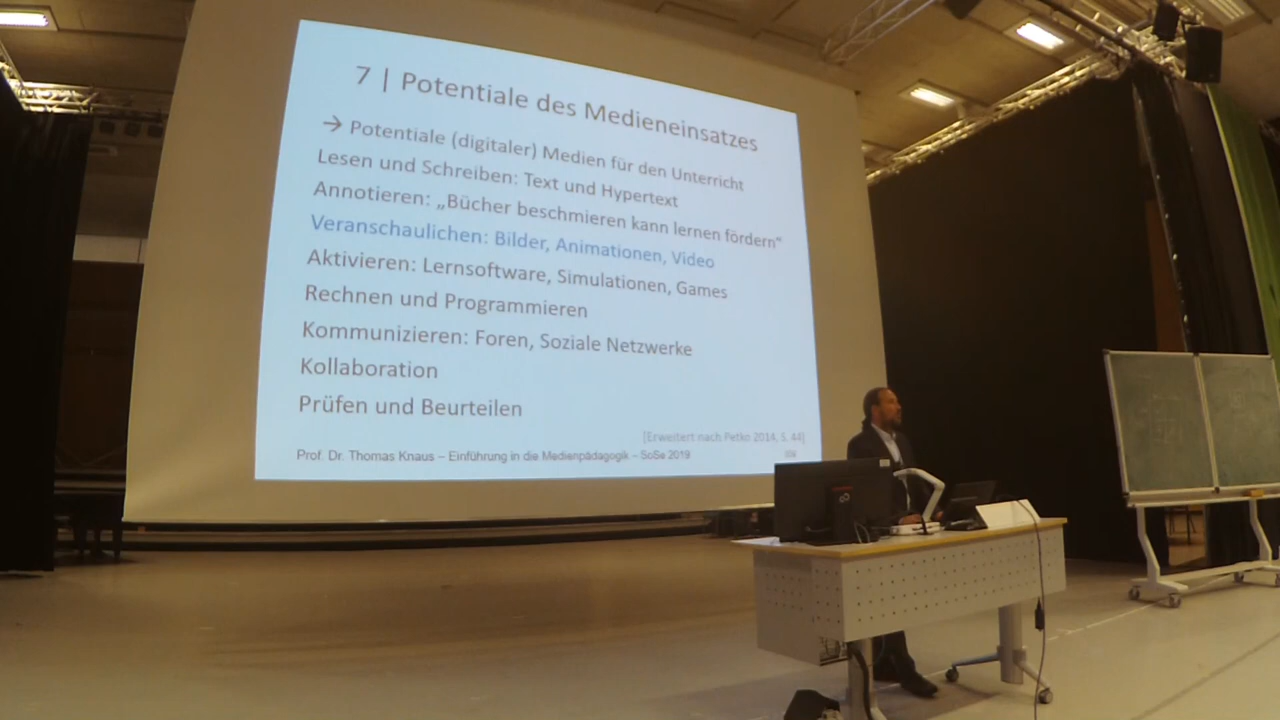 7 | Potentiale des Medieneinsatzes
→ Potentiale (digitaler) Medien für den Unterricht
Lesen und Schreiben: Text und Hypertext
Annotieren: „Bücher beschmieren kann lernen fördern“
Veranschaulichen: Bilder, Animationen, Video
Aktivieren: Lernsoftware, Simulationen, Games
Rechnen und Programmieren
Kommunizieren: Foren, Soziale Netzwerke
Kollaboration
Prüfen und Beurteilen
[Erweitert nach Petko 2014, S. 44]
Prof. Dr. Thomas Knaus – Einführung in die Medienpädagogik – SoSe 2019